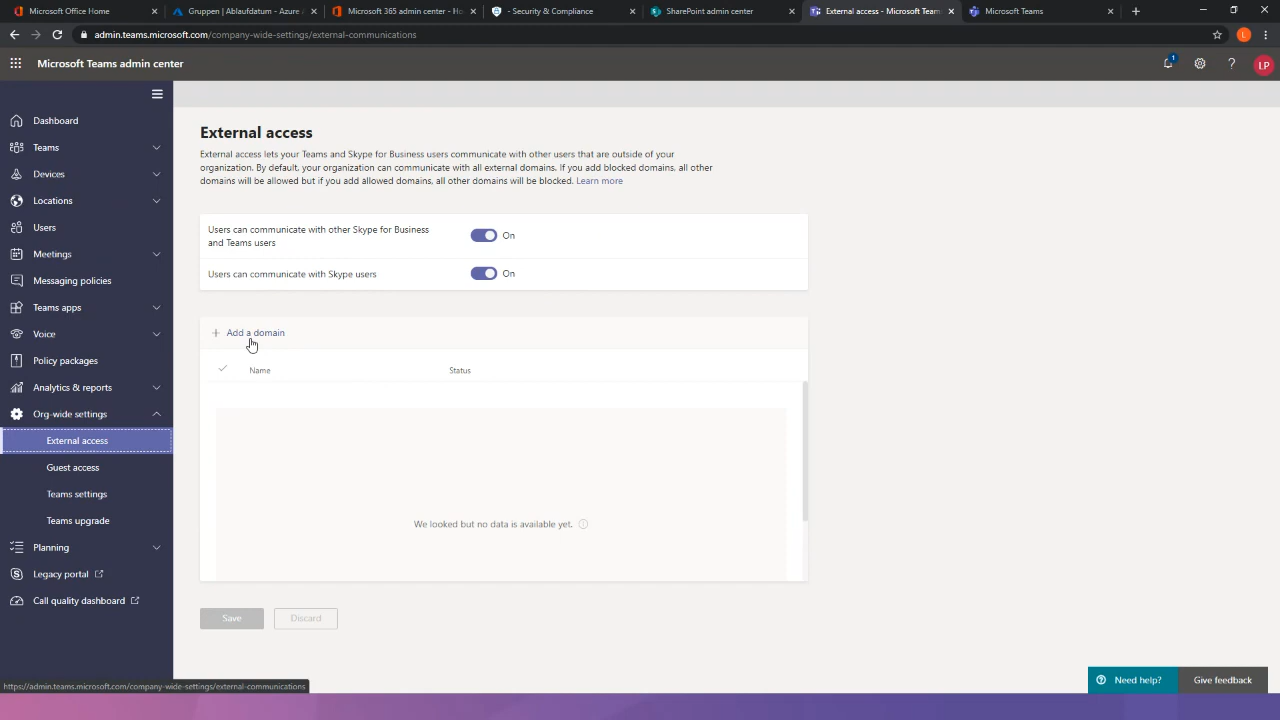 Microsoft Office Home
Gruppen | Ablaufdatum - Azure
Microsoft 365 admin center - Ho
- Security & Compliance
SharePoint admin center
External access - Microsoft Team
Microsoft Teams
admin.teams.microsoft.com/company-wide-settings/external-communications
L
Microsoft Teams admin center
1
?
LP
Dashboard
Teams
Devices
Locations
Users
Meetings
Messaging policies
Teams apps
Voice
Policy packages
Analytics & reports
Org-wide settings
External access
Guest access
Teams settings
Teams upgrade
Planning
Legacy portal
Call quality dashboard
External access
External access lets your Teams and Skype for Business users communicate with other users that are outside of your
organization. By default, your organization can communicate with all external domains. If you add blocked domains, all other
domains will be allowed but if you add allowed domains, all other domains will be blocked. Learn more
Users can communicate with other Skype for Business
and Teams users
On
Users can communicate with Skype users
On
+ Add a domain
Name
Status
We looked but no data is available yet.
Save
Discard
https://admin.teams.microsoft.com/company-wide-settings/external-communications
Need help?
Give feedback